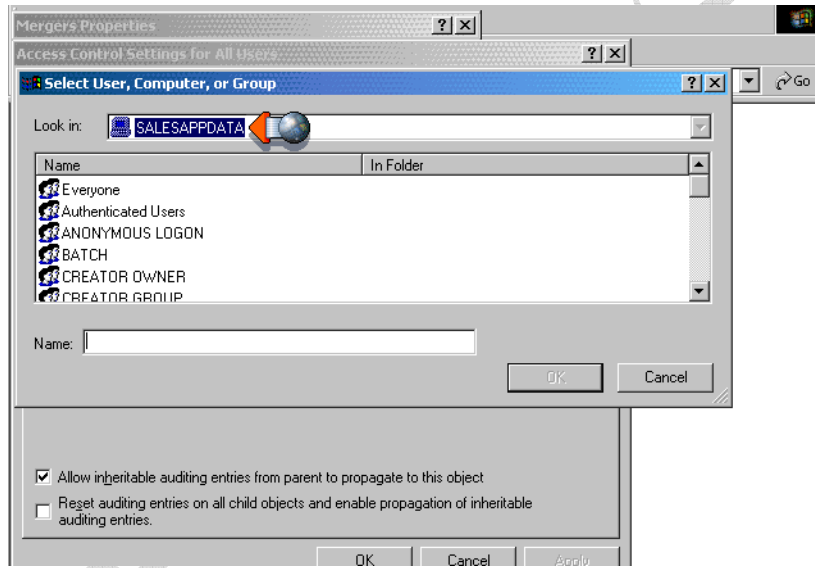 Mergers Properties
Access Control Settings for All Users
Select User, Computer, or Group
Go
Look in: SALESAPPDATA
Name In Folder
Everyone
Authenticated Users
ANONYMOUS LOGON
BATCH
CREATOR OWNER
CREATOR GROUP
Name:
OK Cancel
Allow inheritable auditing entries from parent to propagate to this object
Reset auditing entries on all child objects and enable propagation of inheritable
auditing entries.
OK Cancel Apply